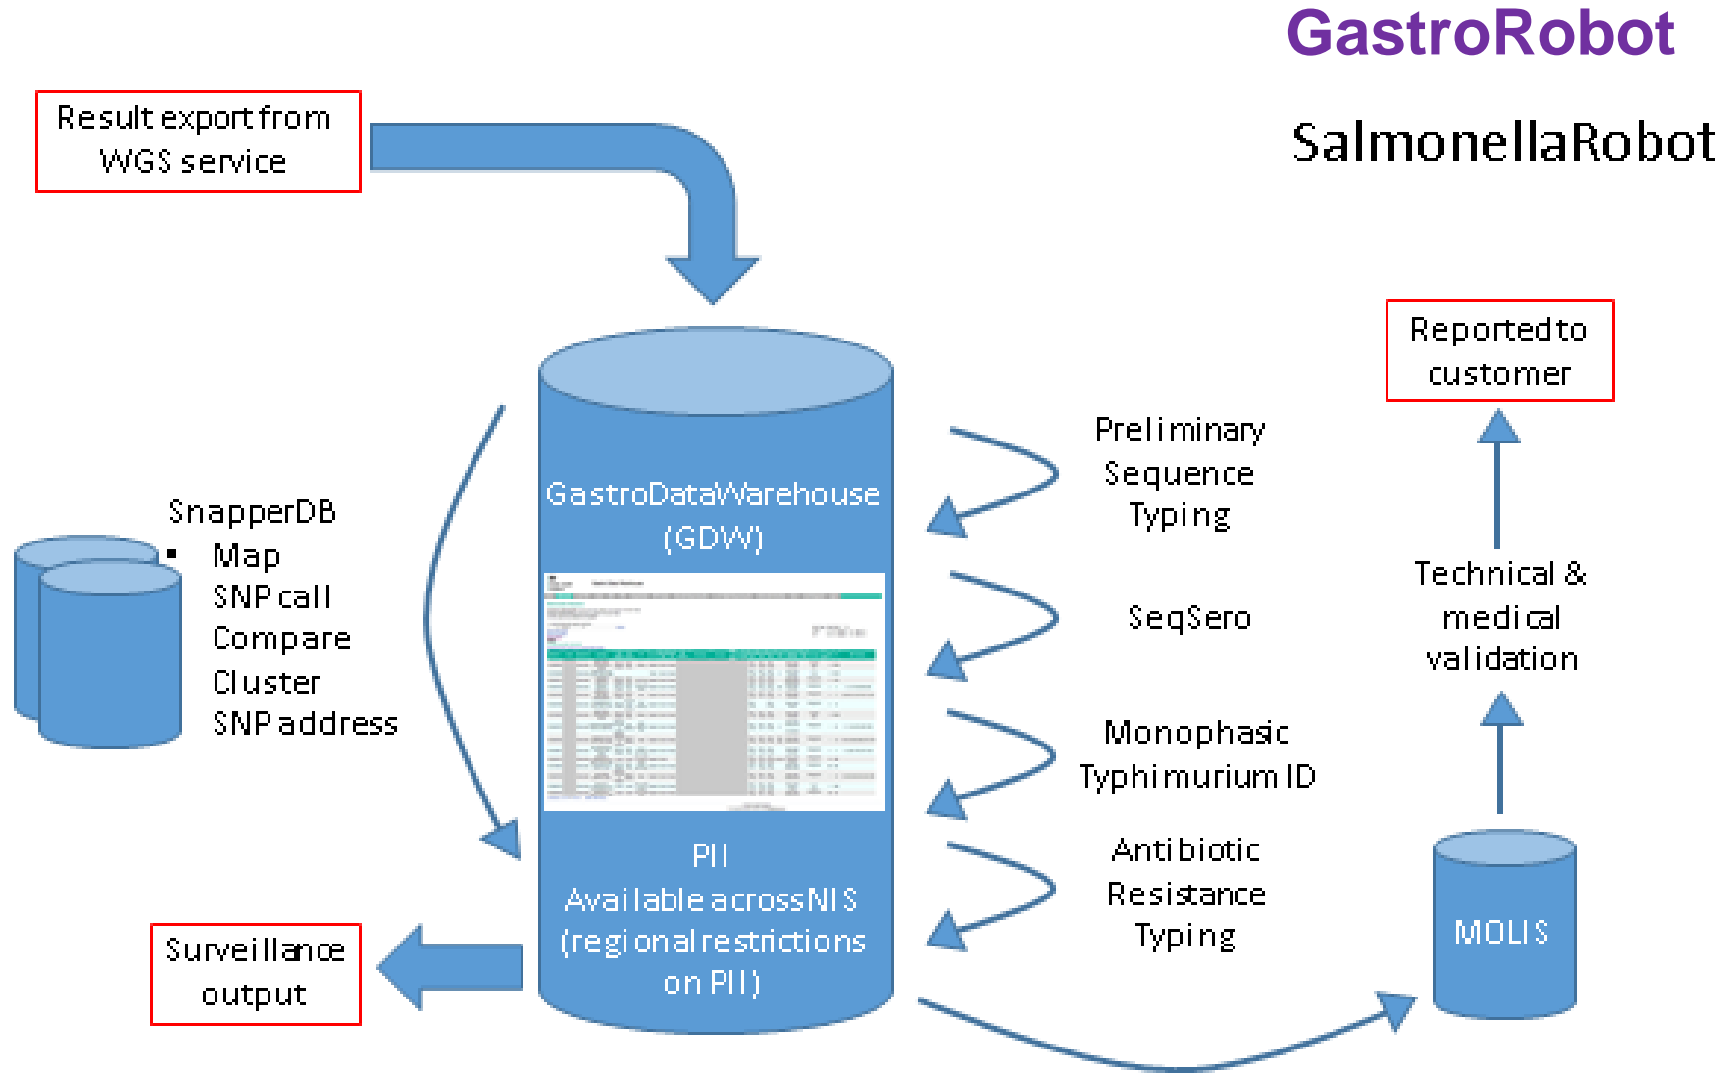 GastroRobot
SalmonellaRobot
Result export from
WGS service
Reported to
customer
Preliminary
Sequence
Typing
GastroDataWarehouse
(GDW)
SnapperDB
▪ Map
SNP call
Compare
Cluster
SNP address
SeqSero
Technical &
medical
validation
Monophasic
Typhimurium ID
PII
Available across NIS
(regional restrictions
on PII)
Antibiotic
Resistance
Typing
MOLIS
Surveillance
output